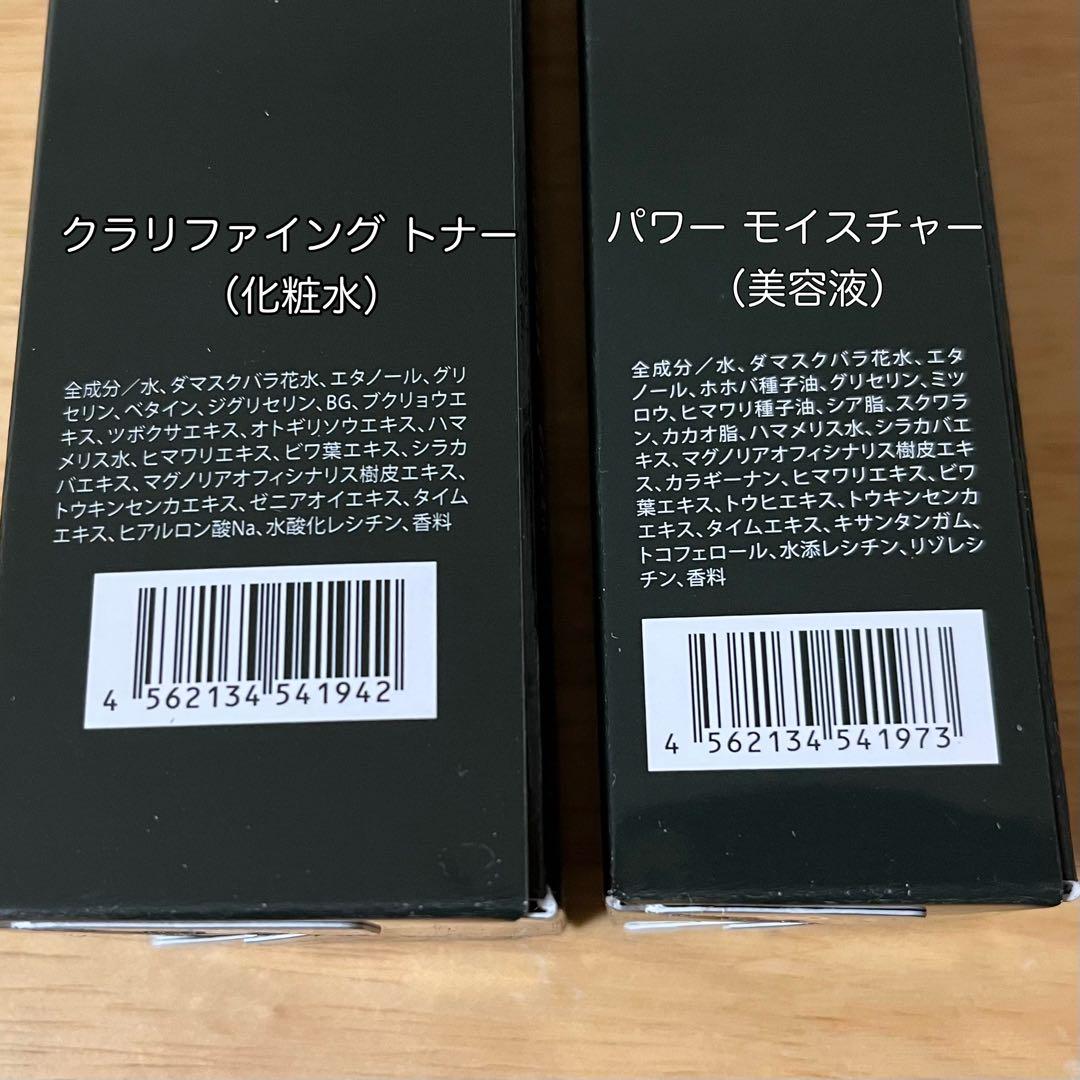 クラリファイング トナー
(化粧水)
全成分/水、ダマスクバラ花水、エタノール、グリ
セリン、ベタイン、ジグリセリン、BG、ブクリョウエ
キス、ツボクサエキス、オトギリソウエキス、ハマ
メリス水、ヒマワリエキス、ビワ葉エキス、シラカ
バエキス、マグノリアオフィシナリス樹皮エキス、
トウキンセンカエキス、ゼニアオイエキス、タイム
エキス、ヒアルロン酸Na、水酸化レシチン、香料
4 562134 541942
パワー モイスチャー
(美容液)
全成分/水、ダマスクバラ花水、エタ
ノール、ホホバ種子油、グリセリン、ミツ
ロウ、ヒマワリ種子油、シア脂、スクワラ
ン、カカオ脂、ハマメリス水、シラカバエ
キス、マグノリアオフィシナリス樹皮エキ
ス、カラギーナン、ヒマワリエキス、ビワ
葉エキス、トウヒエキス、トウキンセンカ
エキス、タイムエキス、キサンタンガム、
トコフェロール、水添レシチン、リゾレシ
チン、香料
4 562134 541973